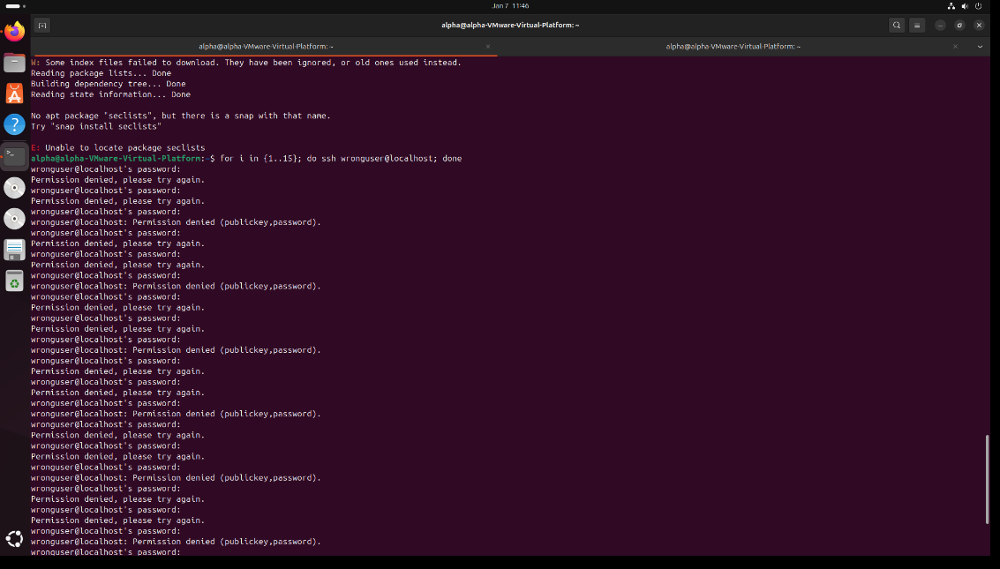 Jan 7 11:46
alpha@alpha-VMware-Virtual-Platform: ~
alpha@alpha-VMware-Virtual-Platform: ~
alpha@alpha-VMware-Virtual-Platform: ~
W: Some index files failed to download. They have been ignored, or old ones used instead.
Reading package lists... Done
Building dependency tree... Done
Reading state information... Done
No apt package "seclists", but there is a snap with that name.
Try "snap install seclists"
E: Unable to locate package seclists
alpha@alpha-VMware-Virtual-Platform:~$ for i in {1..15}; do ssh wronguser@localhost; done
wronguser@localhost's password:
Permission denied, please try again.
wronguser@localhost's password:
Permission denied, please try again.
wronguser@localhost's password:
wronguser@localhost: Permission denied (publickey,password).
wronguser@localhost's password:
Permission denied, please try again.
wronguser@localhost's password:
Permission denied, please try again.
wronguser@localhost's password:
wronguser@localhost: Permission denied (publickey,password).
wronguser@localhost's password:
Permission denied, please try again.
wronguser@localhost's password:
Permission denied, please try again.
wronguser@localhost's password:
wronguser@localhost: Permission denied (publickey,password).
wronguser@localhost's password:
Permission denied, please try again.
wronguser@localhost's password:
Permission denied, please try again.
wronguser@localhost's password:
wronguser@localhost: Permission denied (publickey,password).
wronguser@localhost's password:
Permission denied, please try again.
wronguser@localhost's password:
Permission denied, please try again.
wronguser@localhost's password:
wronguser@localhost: Permission denied (publickey,password).
wronguser@localhost's password:
Permission denied, please try again.
wronguser@localhost's password:
Permission denied, please try again.
wronguser@localhost's password:
wronguser@localhost: Permission denied (publickey,password).
wronguser@localhost's password: